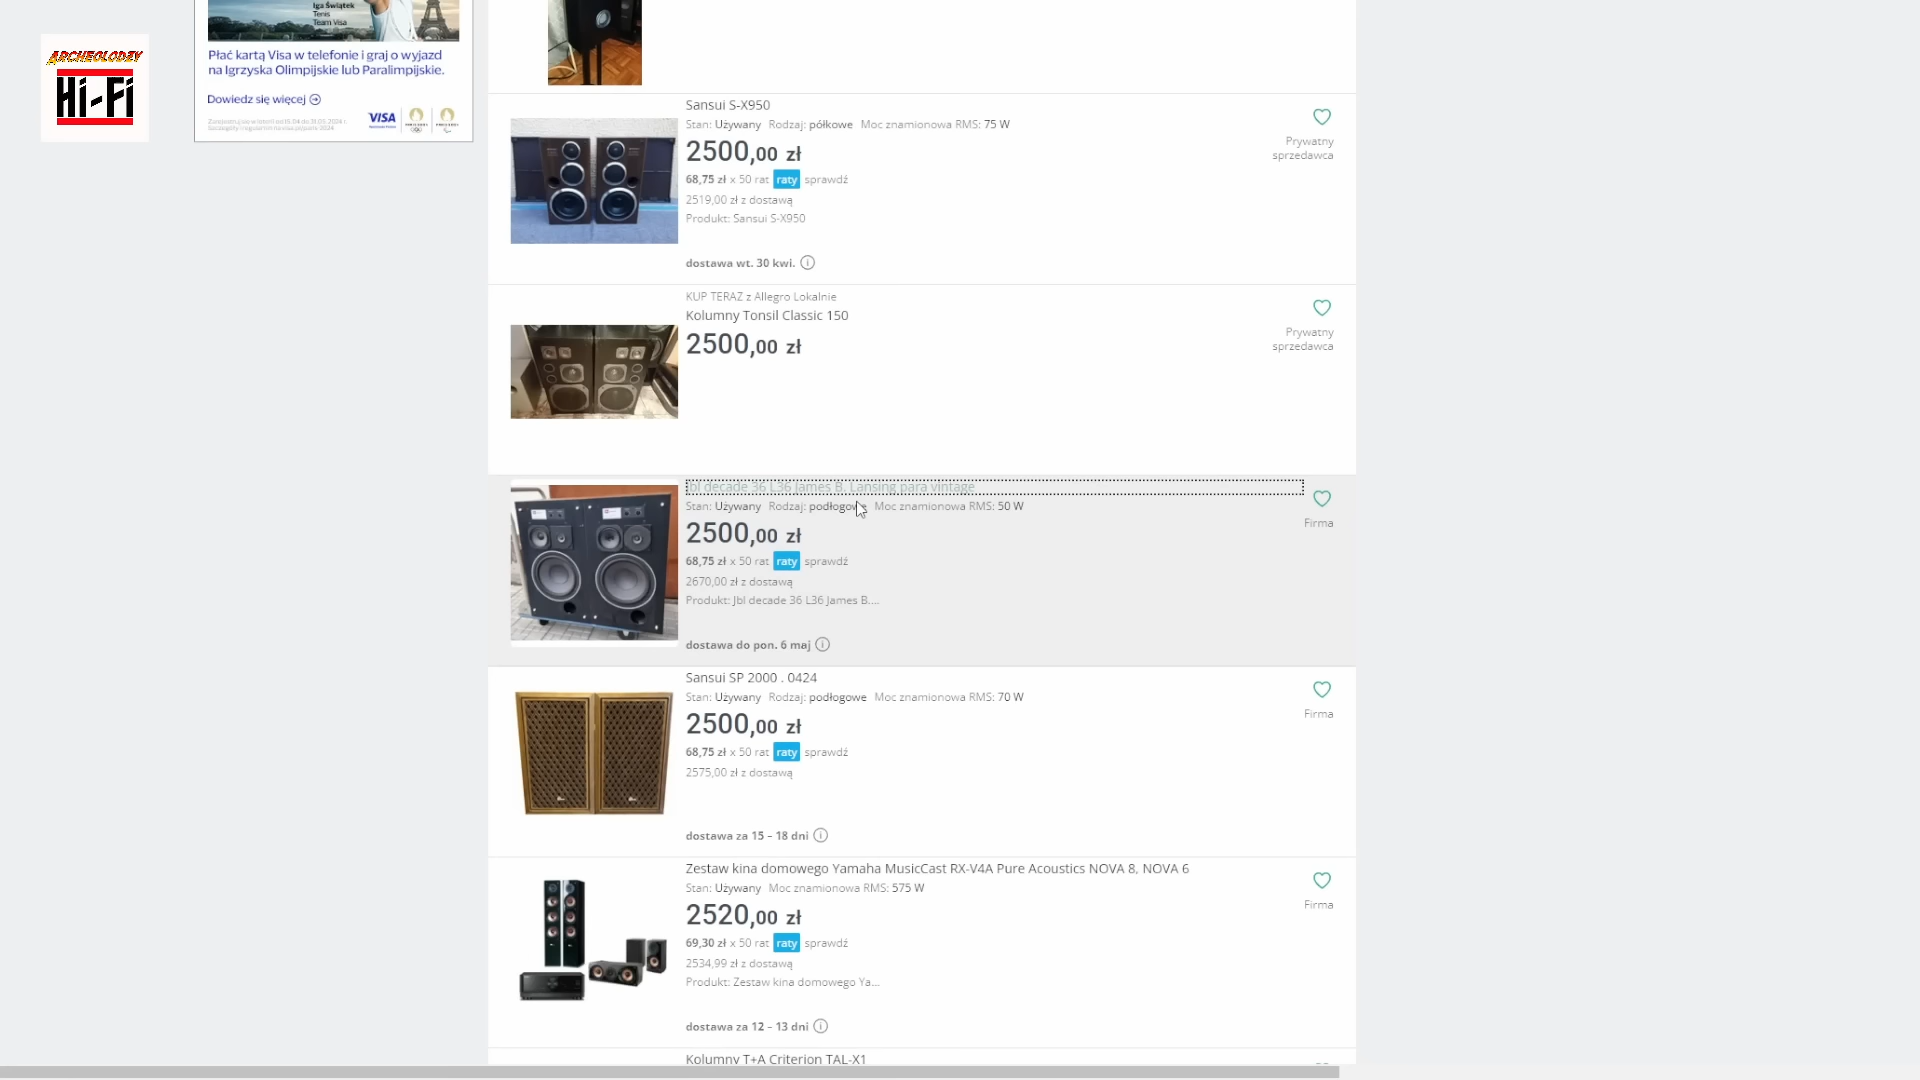 Iga Świątek
Tenis
Team Visa
Płać kartą Visa w telefonie i graj o wyjazd
na Igrzyska Olimpijskie lub Paralimpijskie.
Dowiedz się więcej
VISA
ARCHEOLODZY
Hi-Fi
Sansui S-X950
Stan: Używany Rodzaj: półkowe Moc znamionowa RMS: 75 W
2500,00 zł
68,75 zł x 50 rat raty sprawdź
2519,00 zł z dostawą
Produkt: Sansui S-X950
dostawa wt. 30 kwi.
Prywatny
sprzedawca
KUP TERAZ z Allegro Lokalnie
Kolumny Tonsil Classic 150
2500,00 zł
Prywatny
sprzedawca
Jbl decade 36 L36 James B. Lansing para vintage
Stan: Używany Rodzaj: podłogowe Moc znamionowa RMS: 50 W
2500,00 zł
68,75 zł x 50 rat raty sprawdź
2670,00 zł z dostawą
Produkt: Jbl decade 36 L36 James B....
dostawa do pon. 6 maj
Firma
Sansui SP 2000 . 0424
Stan: Używany Rodzaj: podłogowe Moc znamionowa RMS: 70 W
2500,00 zł
68,75 zł x 50 rat raty sprawdź
2575,00 zł z dostawą
dostawa za 15 – 18 dni
Firma
Zestaw kina domowego Yamaha MusicCast RX-V4A Pure Acoustics NOVA 8, NOVA 6
Stan: Używany Moc znamionowa RMS: 575 W
2520,00 zł
69,30 zł x 50 rat raty sprawdź
2534,99 zł z dostawą
Produkt: Zestaw kina domowego Ya...
dostawa za 12 – 13 dni
Firma
Kolumny T+A Criterion TAL-X1